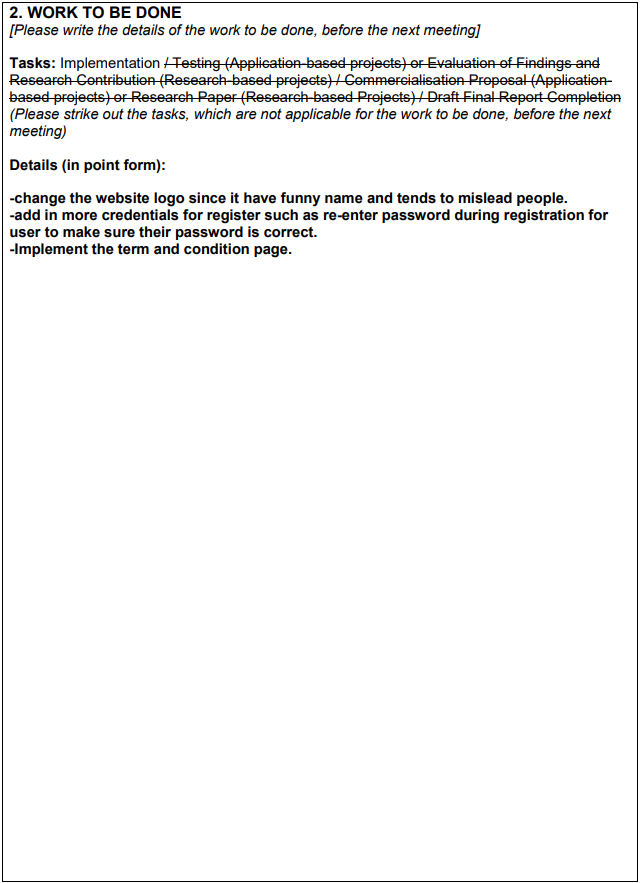 2. WORK TO BE DONE
[Please write the details of the work to be done, before the next meeting]
Tasks: Implementation / Testing (Application-based projects) or Evaluation of Findings and
Research Contribution (Research-based projects) / Commercialisation Proposal (Application-
based projects) or Research Paper (Research-based Projects) / Draft Final Report Completion
(Please strike out the tasks, which are not applicable for the work to be done, before the next
meeting)
Details (in point form):
-change the website logo since it have funny name and tends to mislead people.
-add in more credentials for register such as re-enter password during registration for
user to make sure their password is correct.
-Implement the term and condition page.